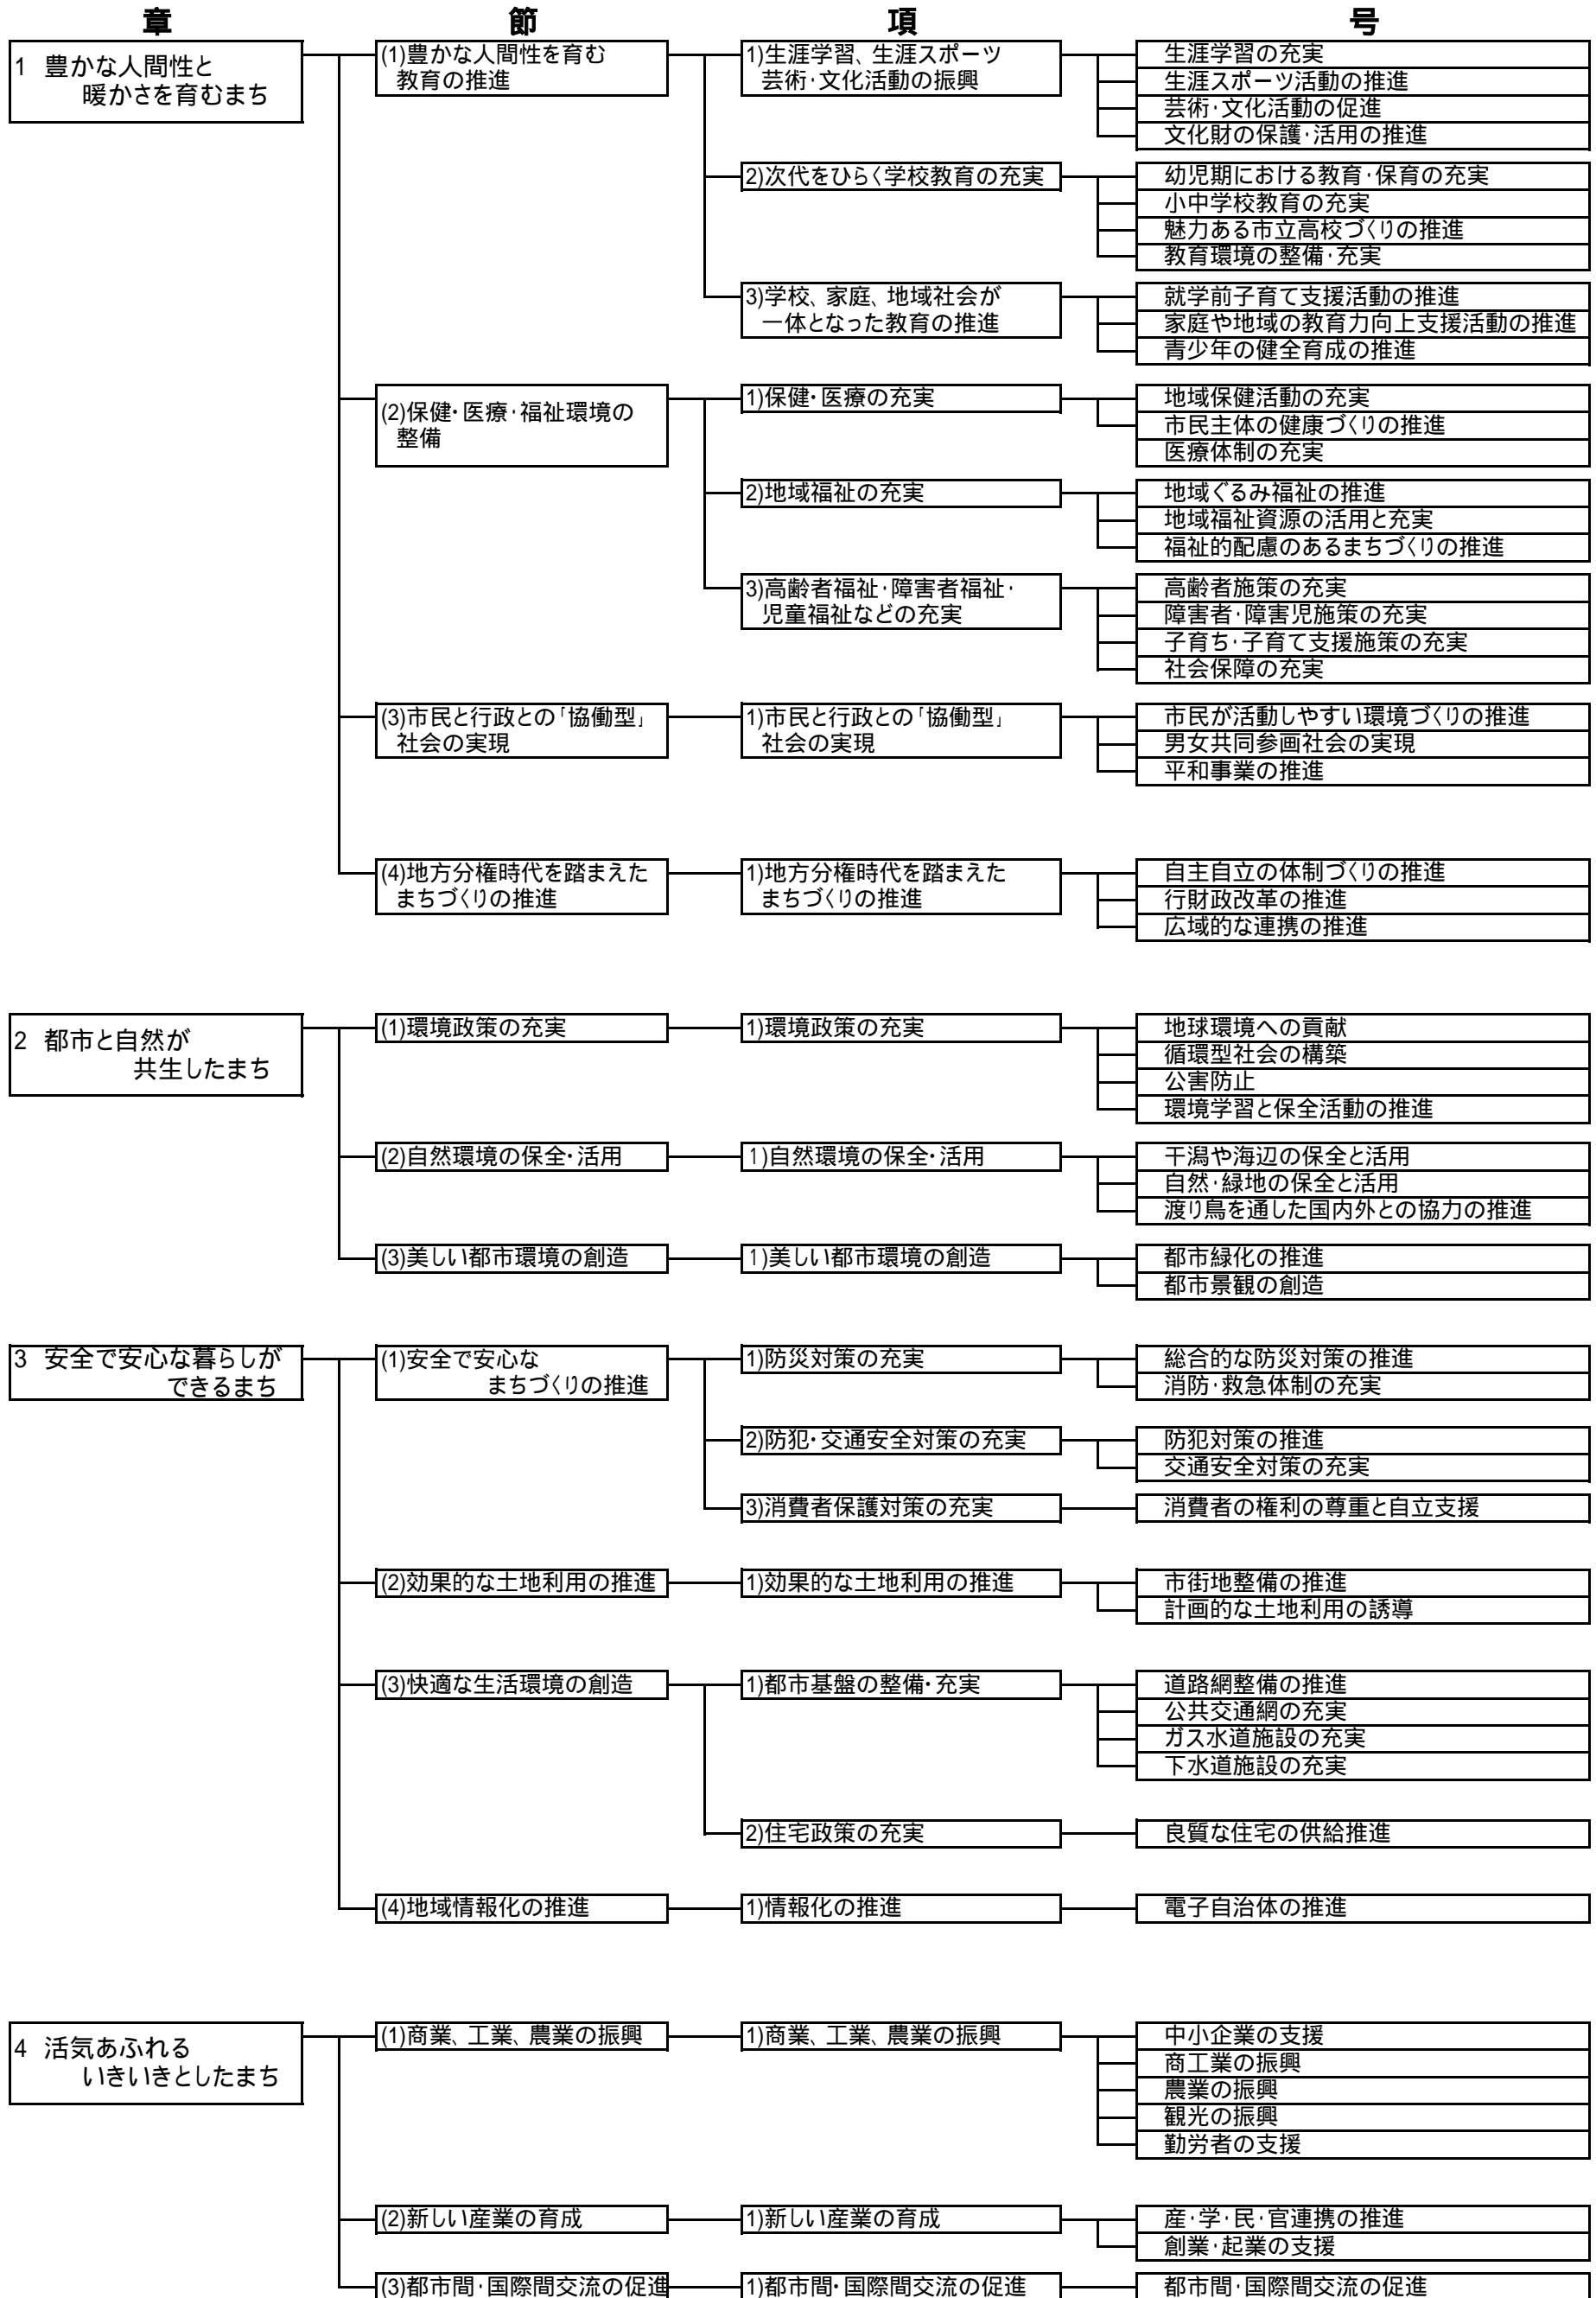 章 節 項 号
1 豊かな人間性と
暖かさを育むまち
(1)豊かな人間性を育む
教育の推進
1)生涯学習、生涯スポーツ
芸術・文化活動の振興
生涯学習の充実
生涯スポーツ活動の推進
芸術・文化活動の促進
文化財の保護・活用の推進
2)次代をひらく学校教育の充実
幼児期における教育・保育の充実
小中学校教育の充実
魅力ある市立高校づくりの推進
教育環境の整備・充実
3)学校、家庭、地域社会が
一体となった教育の推進
就学前子育て支援活動の推進
家庭や地域の教育力向上支援活動の推進
青少年の健全育成の推進
(2)保健・医療・福祉環境の
整備
1)保健・医療の充実
地域保健活動の充実
市民主体の健康づくりの推進
医療体制の充実
2)地域福祉の充実
地域ぐるみ福祉の推進
地域福祉資源の活用と充実
福祉的配慮のあるまちづくりの推進
3)高齢者福祉・障害者福祉・
児童福祉などの充実
高齢者施策の充実
障害者・障害児施策の充実
子育ち・子育て支援施策の充実
社会保障の充実
(3)市民と行政との「協働型」
社会の実現
1)市民と行政との「協働型」
社会の実現
市民が活動しやすい環境づくりの推進
男女共同参画社会の実現
平和事業の推進
(4)地方分権時代を踏まえた
まちづくりの推進
1)地方分権時代を踏まえた
まちづくりの推進
自主自立の体制づくりの推進
行財政改革の推進
広域的な連携の推進
2 都市と自然が
共生したまち
(1)環境政策の充実
1)環境政策の充実
地球環境への貢献
循環型社会の構築
公害防止
環境学習と保全活動の推進
(2)自然環境の保全・活用
1)自然環境の保全・活用
干潟や海辺の保全と活用
自然・緑地の保全と活用
渡り鳥を通した国内外との協力の推進
(3)美しい都市環境の創造
1)美しい都市環境の創造
都市緑化の推進
都市景観の創造
3 安全で安心な暮らしが
できるまち
(1)安全で安心な
まちづくりの推進
1)防災対策の充実
総合的な防災対策の推進
消防・救急体制の充実
2)防犯・交通安全対策の充実
防犯対策の推進
交通安全対策の充実
3)消費者保護対策の充実
消費者の権利の尊重と自立支援
(2)効果的な土地利用の推進
1)効果的な土地利用の推進
市街地整備の推進
計画的な土地利用の誘導
(3)快適な生活環境の創造
1)都市基盤の整備・充実
道路網整備の推進
公共交通網の充実
ガス水道施設の充実
下水道施設の充実
2)住宅政策の充実
良質な住宅の供給推進
(4)地域情報化の推進
1)情報化の推進
電子自治体の推進
4 活気あふれる
いきいきとしたまち
(1)商業、工業、農業の振興
1)商業、工業、農業の振興
中小企業の支援
商工業の振興
農業の振興
観光の振興
勤労者の支援
(2)新しい産業の育成
1)新しい産業の育成
産・学・民・官連携の推進
創業・起業の支援
(3)都市間・国際間交流の促進
1)都市間・国際間交流の促進
都市間・国際間交流の促進